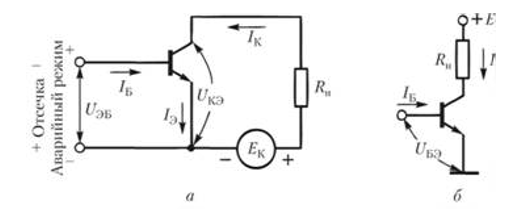 + Отсечка −
Аварийный режим
+
−
U_ЭБ
I_Б
I_Э
U_КЭ
I_К
R_н
− E_К +
а
+ E
R_н
I
I_Б
U_БЭ
б